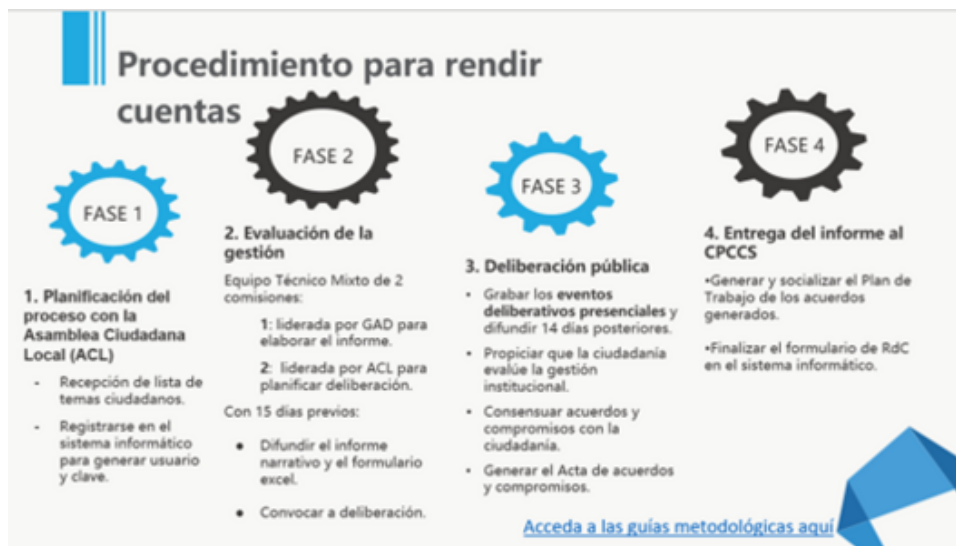 Procedimiento para rendir
cuentas
FASE 1
1. Planificación del
proceso con la
Asamblea Ciudadana
Local (ACL)
- Recepción de lista de
temas ciudadanos.
- Registrarse en el
sistema informático
para generar usuario
y clave.
FASE 2
2. Evaluación de la
gestión
Equipo Técnico Mixto de 2
comisiones:
1: liderada por GAD para
elaborar el informe.
2: liderada por ACL para
planificar deliberación.
Con 15 días previos:
● Difundir el informe
narrativo y el formulario
excel.
● Convocar a deliberación.
FASE 3
3. Deliberación pública
• Grabar los eventos
deliberativos presenciales y
difundir 14 días posteriores.
• Propiciar que la ciudadanía
evalúe la gestión
institucional.
• Consensuar acuerdos y
compromisos con la
ciudadanía.
• Generar el Acta de acuerdos
y compromisos.
FASE 4
4. Entrega del informe al
CPCCS
•Generar y socializar el Plan de
Trabajo de los acuerdos
generados.
•Finalizar el formulario de RdC
en el sistema informático.
Acceda a las guías metodológicas aquí